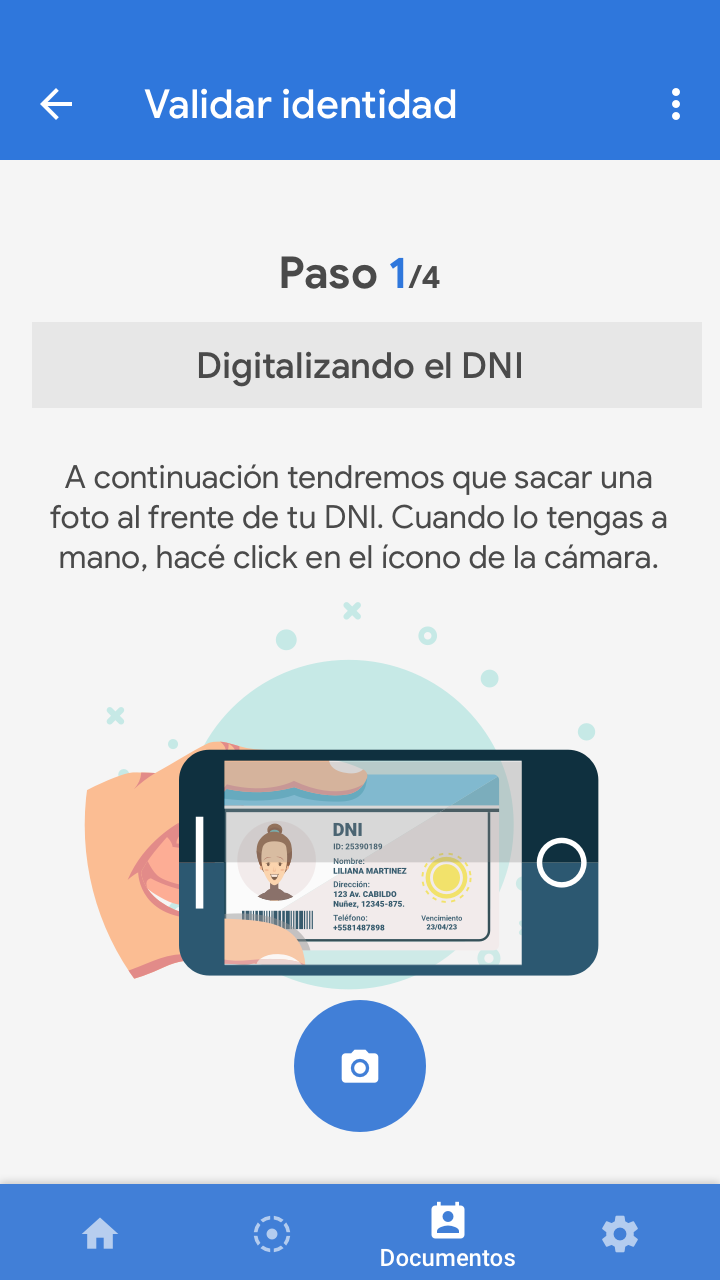 Validar identidad
Paso 1/4
Digitalizando el DNI
A continuación tendremos que sacar una
foto al frente de tu DNI. Cuando lo tengas a
mano, hacé click en el ícono de la cámara.
DNI
ID: 25390189
Nombre:
LILIANA MARTINEZ
Dirección:
123 Av. CABILDO
Nuñez, 12345-875.
Teléfono:
+5581487898
Vencimiento
23/04/23
Documentos